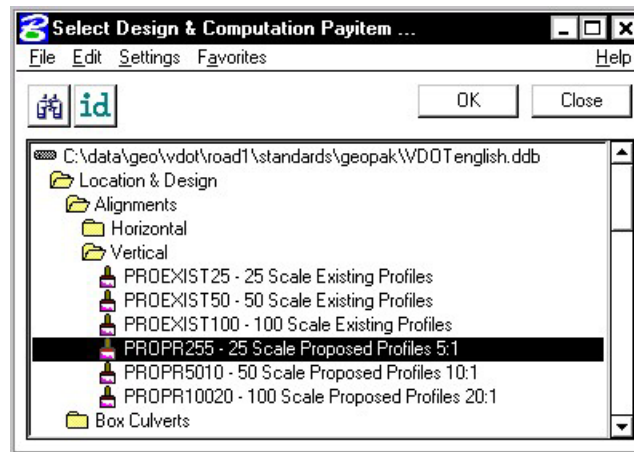 Select Design & Computation Payitem ...
File Edit Settings Favorites Help
id OK Close
C:\data\geo\vdot\road1\standards\geopak\VDOTenglish.ddb
Location & Design
Alignments
Horizontal
Vertical
PROEXIST25 - 25 Scale Existing Profiles
PROEXIST50 - 50 Scale Existing Profiles
PROEXIST100 - 100 Scale Existing Profiles
PROPR255 - 25 Scale Proposed Profiles 5:1
PROPR5010 - 50 Scale Proposed Profiles 10:1
PROPR10020 - 100 Scale Proposed Profiles 20:1
Box Culverts